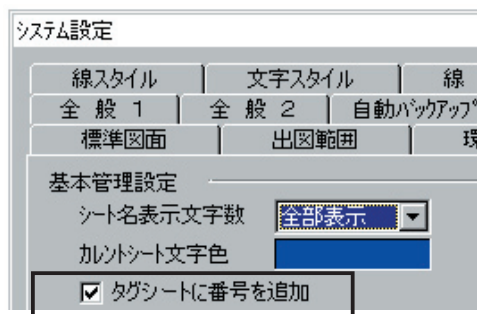 システム設定
線スタイル 文字スタイル 線
全 般 1 全 般 2 自動バックアップ
標準図面 出図範囲
基本管理設定
シート名表示文字数 全部表示
カレントシート文字色
タグシートに番号を追加